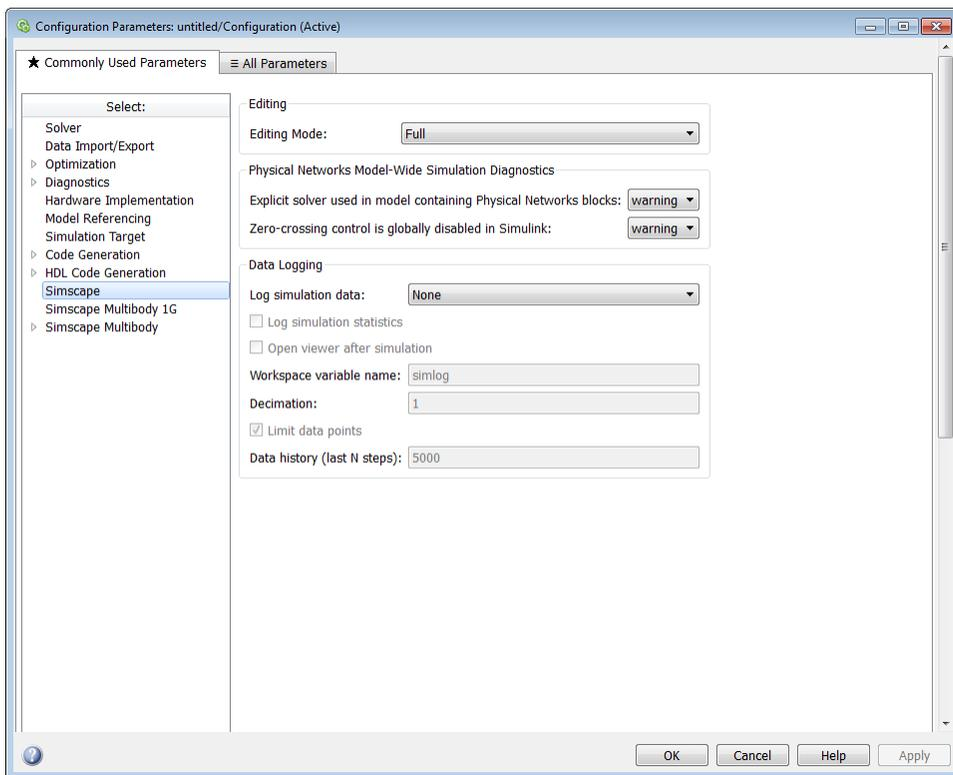 Configuration Parameters: untitled/Configuration (Active)
★ Commonly Used Parameters
≡ All Parameters
Select:
Solver
Data Import/Export
Optimization
Diagnostics
Hardware Implementation
Model Referencing
Simulation Target
Code Generation
HDL Code Generation
Simscape
Simscape Multibody 1G
Simscape Multibody
Editing
Editing Mode: Full
Physical Networks Model-Wide Simulation Diagnostics
Explicit solver used in model containing Physical Networks blocks: warning
Zero-crossing control is globally disabled in Simulink: warning
Data Logging
Log simulation data: None
Log simulation statistics
Open viewer after simulation
Workspace variable name: simlog
Decimation: 1
Limit data points
Data history (last N steps): 5000
OK Cancel Help Apply